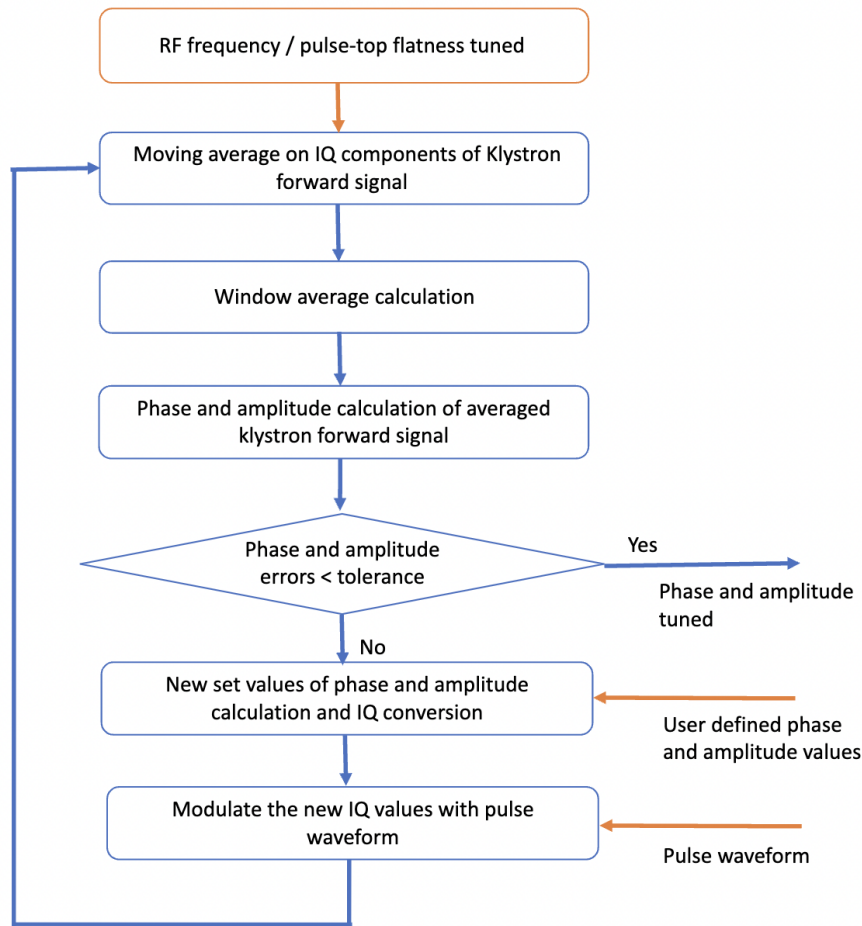 RF frequency / pulse-top flatness tuned
Moving average on IQ components of Klystron
forward signal
Window average calculation
Phase and amplitude calculation of averaged
klystron forward signal
Phase and amplitude
errors < tolerance
Yes
Phase and amplitude
tuned
No
New set values of phase and amplitude
calculation and IQ conversion
User defined phase
and amplitude values
Modulate the new IQ values with pulse
waveform
Pulse waveform